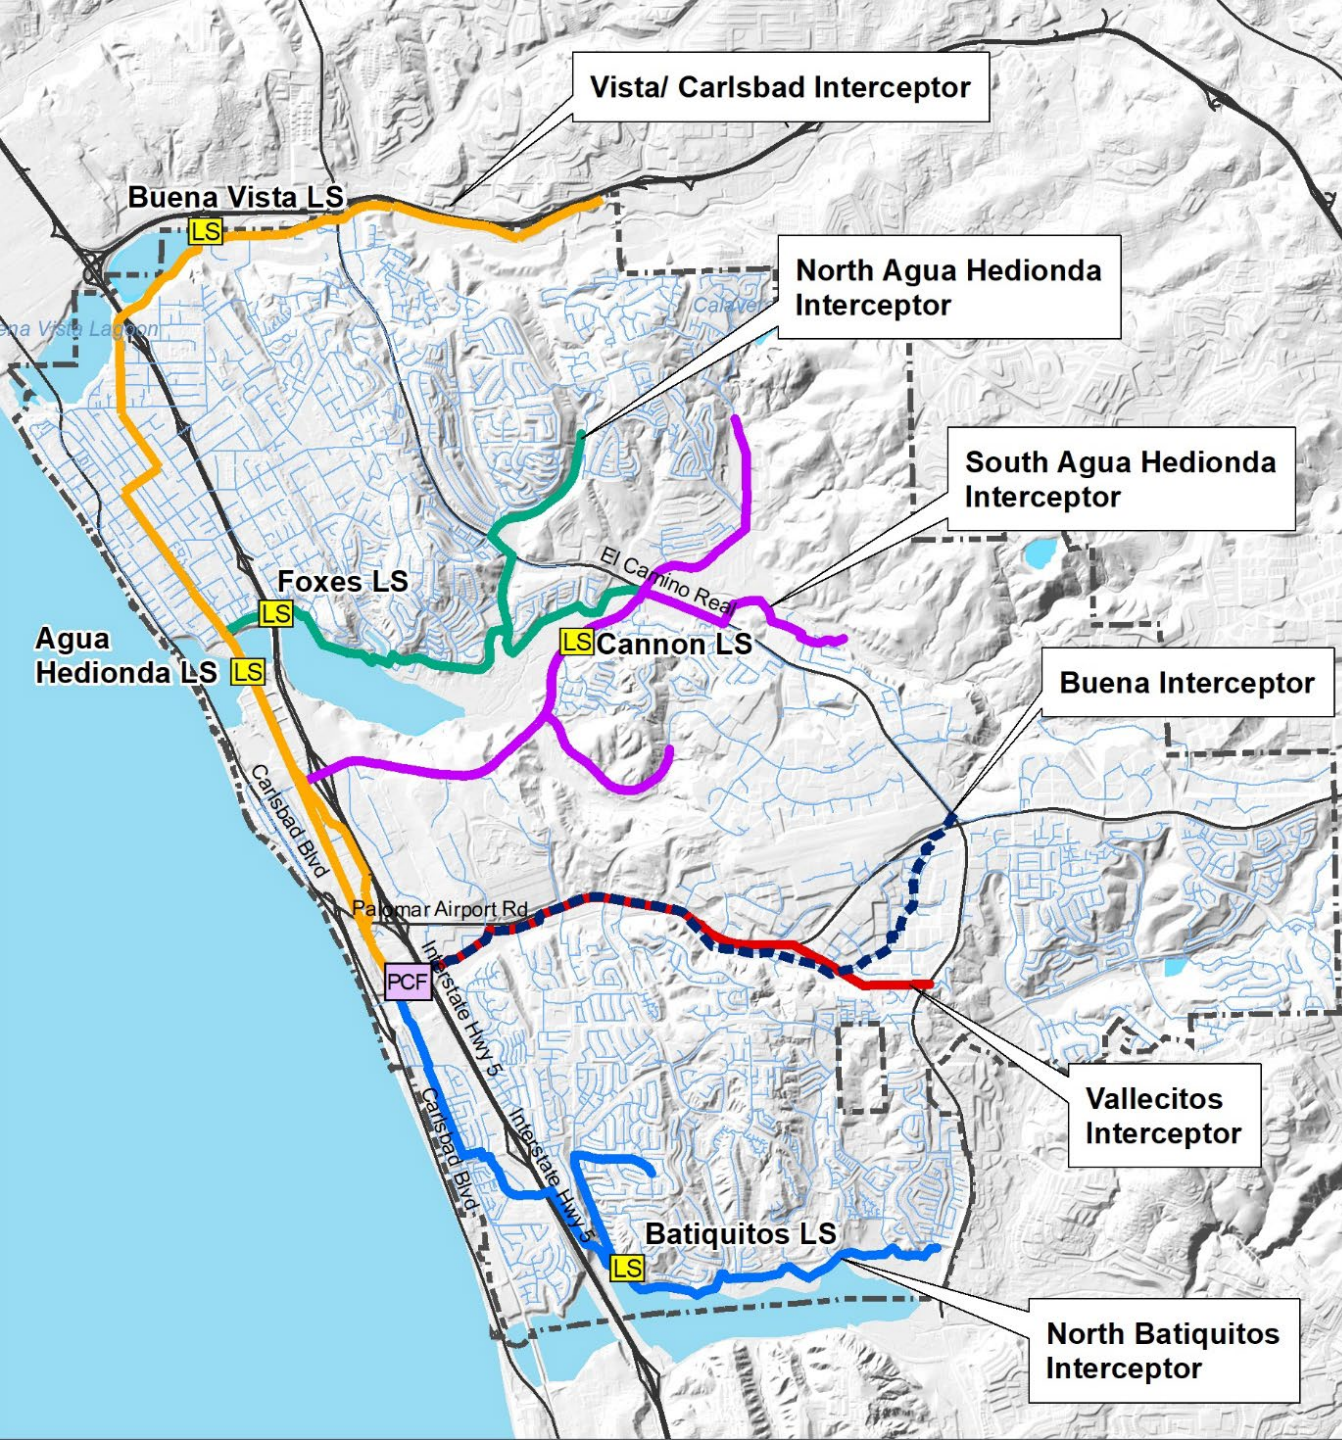 Vista/ Carlsbad Interceptor
Buena Vista LS
LS
North Agua Hedionda
Interceptor
Vista Lagoon
South Agua Hedionda
Interceptor
El Camino Real
Foxes LS
LS
Agua
Hedionda LS
LS
LS
Cannon LS
Buena Interceptor
Carlsbad Blvd
Palomar Airport Rd
PCF
Interstate Hwy 5
Vallecitos
Interceptor
Carlsbad Blvd
Interstate Hwy 5
Batiquitos LS
LS
North Batiquitos
Interceptor